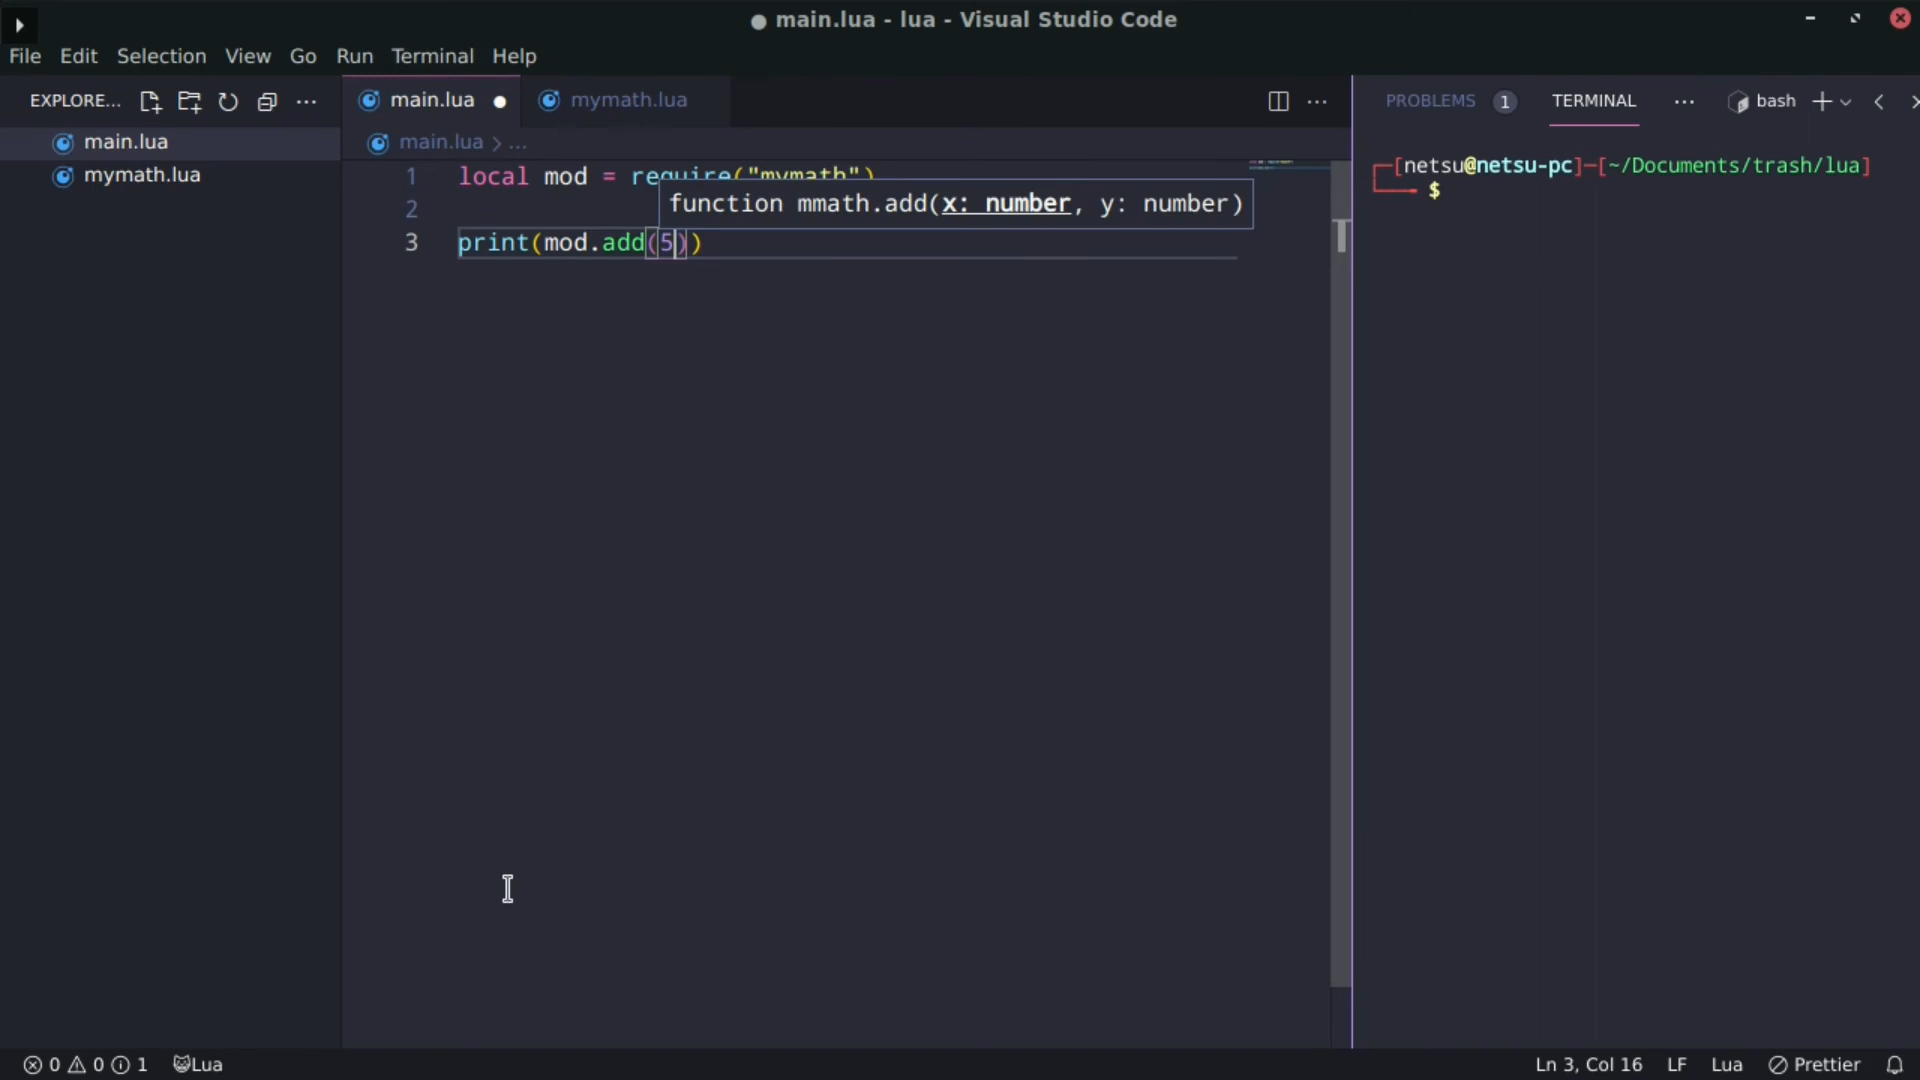 ● main.lua - lua - Visual Studio Code
File Edit Selection View Go Run Terminal Help
EXPLORE...
main.lua
mymath.lua
main.lua ●
mymath.lua
main.lua > ...
1 local mod = require("mymath")
function mmath.add(x: number, y: number)
2
3 print(mod.add(5))
PROBLEMS 1 TERMINAL ... bash
[netsu@netsu-pc]-[~/Documents/trash/lua]
$
0 0 1 Lua
Ln 3, Col 16 LF Lua Prettier